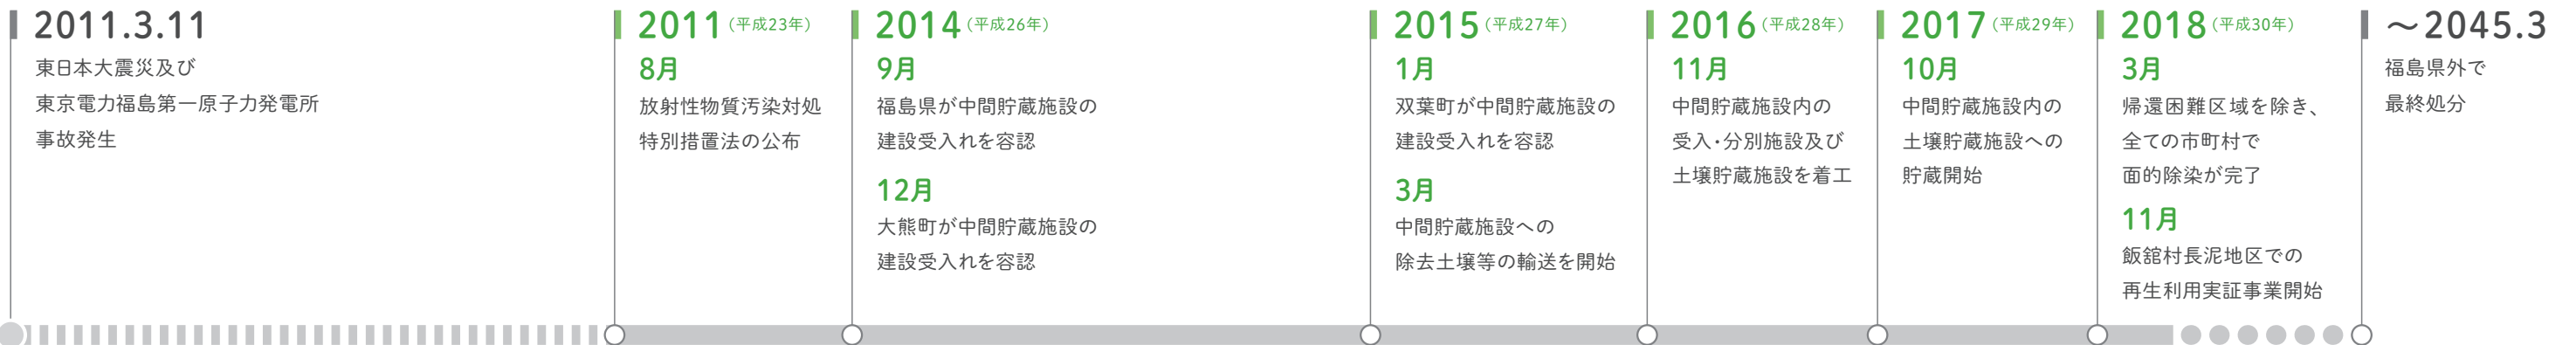 2011.3.11
東日本大震災及び
東京電力福島第一原子力発電所
事故発生
2011（平成23年）
8月
放射性物質汚染対処
特別措置法の公布
2014（平成26年）
9月
福島県が中間貯蔵施設の
建設受入れを容認
12月
大熊町が中間貯蔵施設の
建設受入れを容認
2015（平成27年）
1月
双葉町が中間貯蔵施設の
建設受入れを容認
3月
中間貯蔵施設への
除去土壌等の輸送を開始
2016（平成28年）
11月
中間貯蔵施設内の
受入・分別施設及び
土壌貯蔵施設を着工
2017（平成29年）
10月
中間貯蔵施設内の
土壌貯蔵施設への
貯蔵開始
2018（平成30年）
3月
帰還困難区域を除き、
全ての市町村で
面的除染が完了
11月
飯舘村長泥地区での
再生利用実証事業開始
～2045.3
福島県外で
最終処分